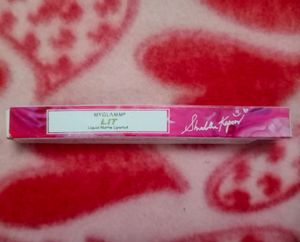 MYGLAMM
LIT
Liquid Matte Lipstick
Shraddha Kapoor